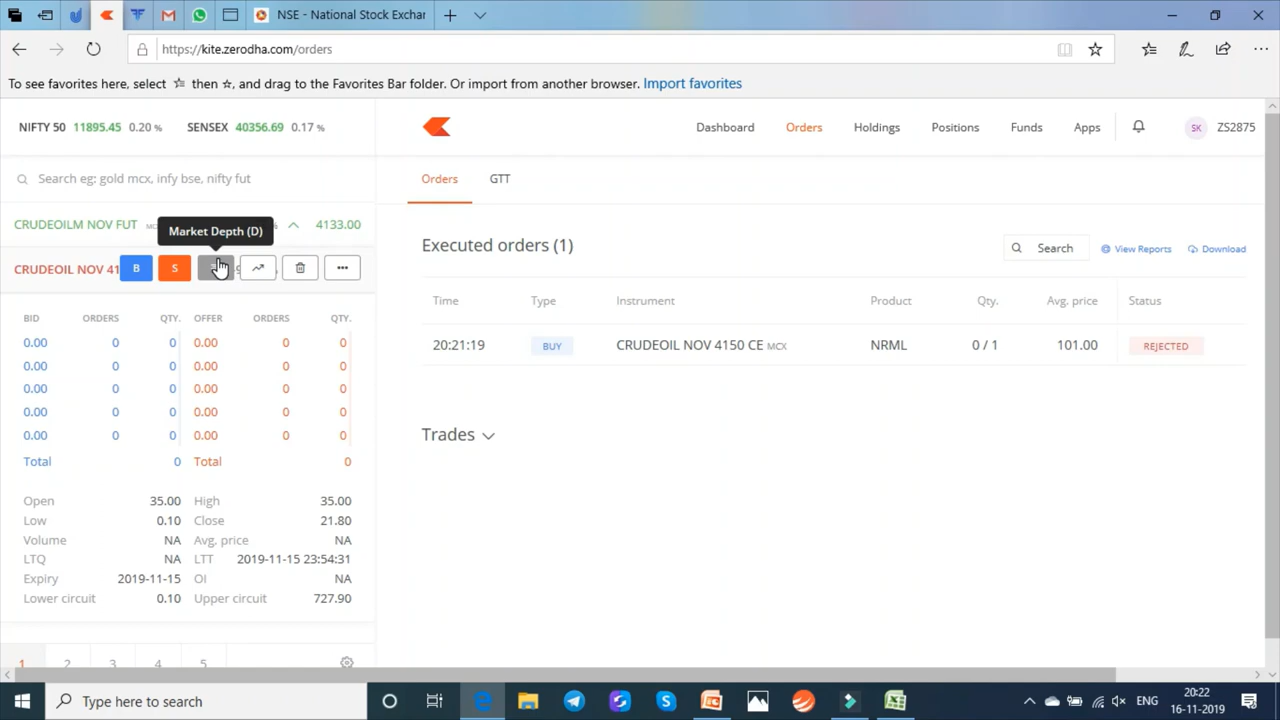 NSE - National Stock Exchan
https://kite.zerodha.com/orders
To see favorites here, select then ☆, and drag to the Favorites Bar folder. Or import from another browser. Import favorites
NIFTY 50 11895.45 0.20 % SENSEX 40356.69 0.17 %
Dashboard Orders Holdings Positions Funds Apps SK ZS2875
Search eg: gold mcx, infy bse, nifty fut
Orders GTT
CRUDEOILM NOV FUT % 4133.00
Market Depth (D)
CRUDEOIL NOV 41 B S
Executed orders (1) Search View Reports Download
Time Type Instrument Product Qty. Avg. price Status
20:21:19 BUY CRUDEOIL NOV 4150 CE MCX NRML 0 / 1 101.00 REJECTED
Trades
BID ORDERS QTY. OFFER ORDERS QTY.
0.00 0 0 0.00 0 0
0.00 0 0 0.00 0 0
0.00 0 0 0.00 0 0
0.00 0 0 0.00 0 0
0.00 0 0 0.00 0 0
Total 0 Total 0
Open 35.00 High 35.00
Low 0.10 Close 21.80
Volume NA Avg. price NA
LTQ NA LTT 2019-11-15 23:54:31
Expiry 2019-11-15 OI NA
Lower circuit 0.10 Upper circuit 727.90
1 2 3 4 5
Type here to search
ENG
20:22
16-11-2019